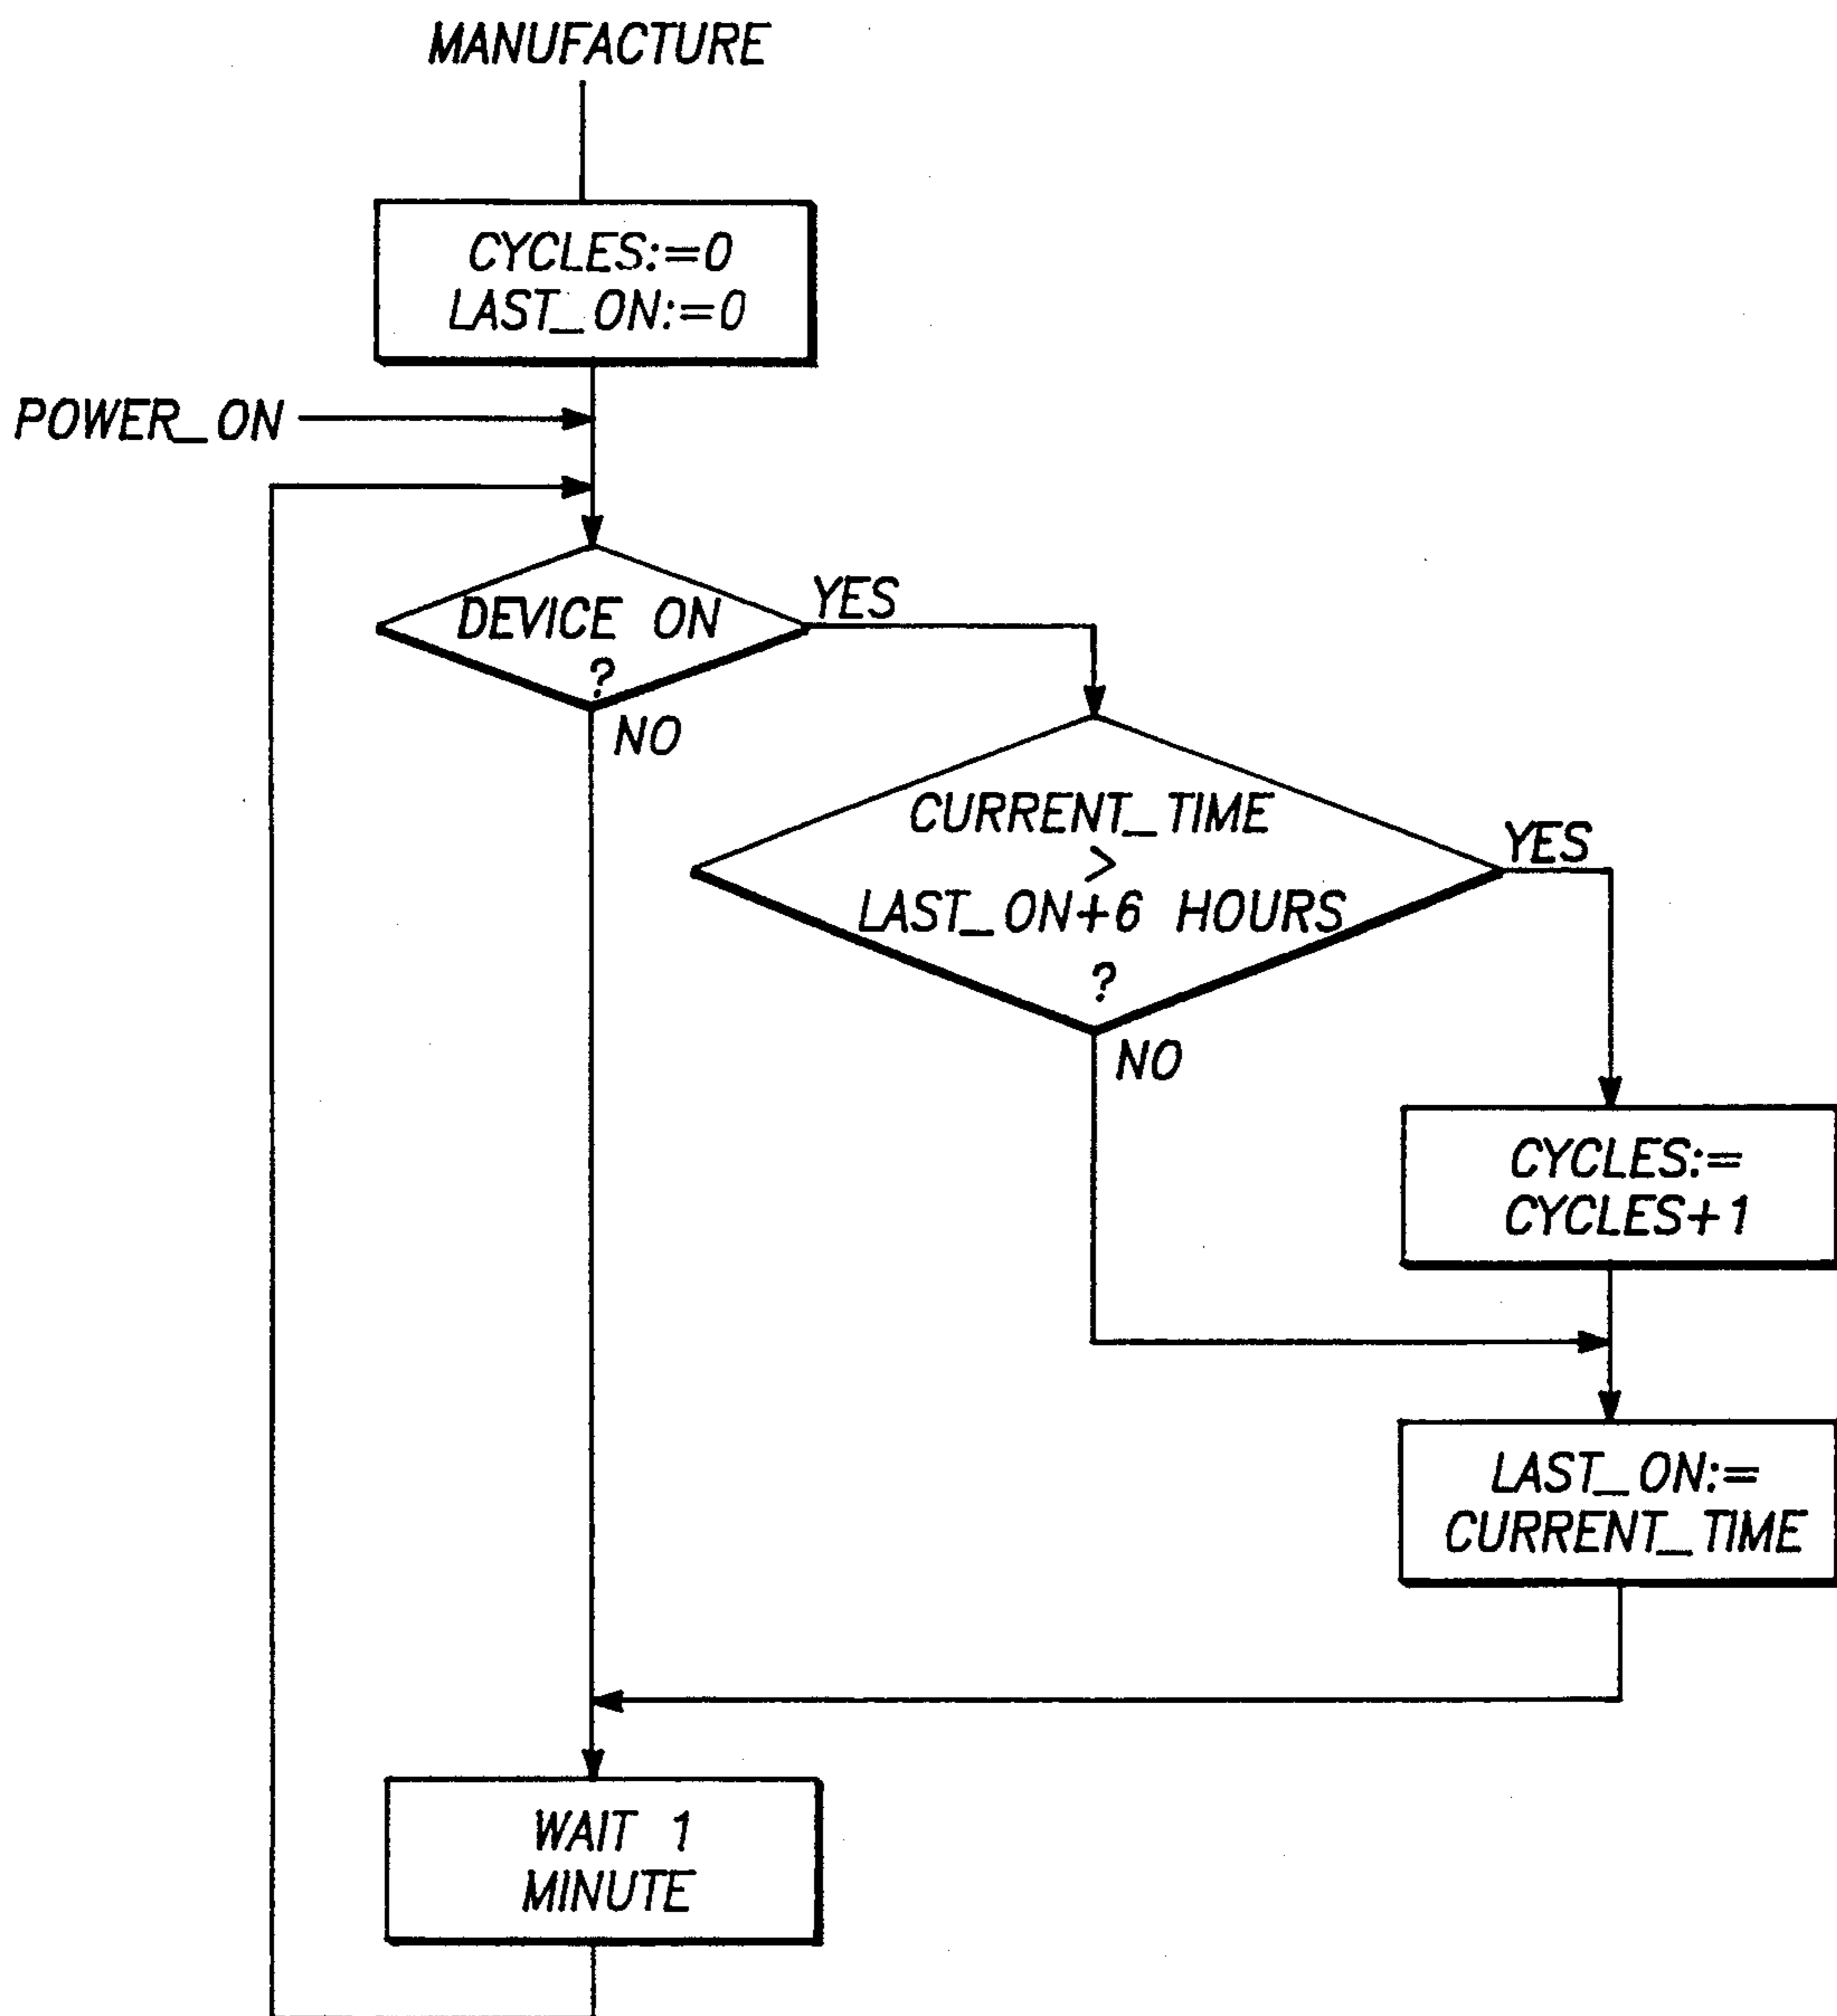 MANUFACTURE
CYCLES:=0
LAST_ON:=0
POWER_ON
DEVICE ON
?
YES
NO
CURRENT_TIME
>
LAST_ON+6 HOURS
?
YES
NO
CYCLES:=
CYCLES+1
LAST_ON:=
CURRENT_TIME
WAIT 1
MINUTE